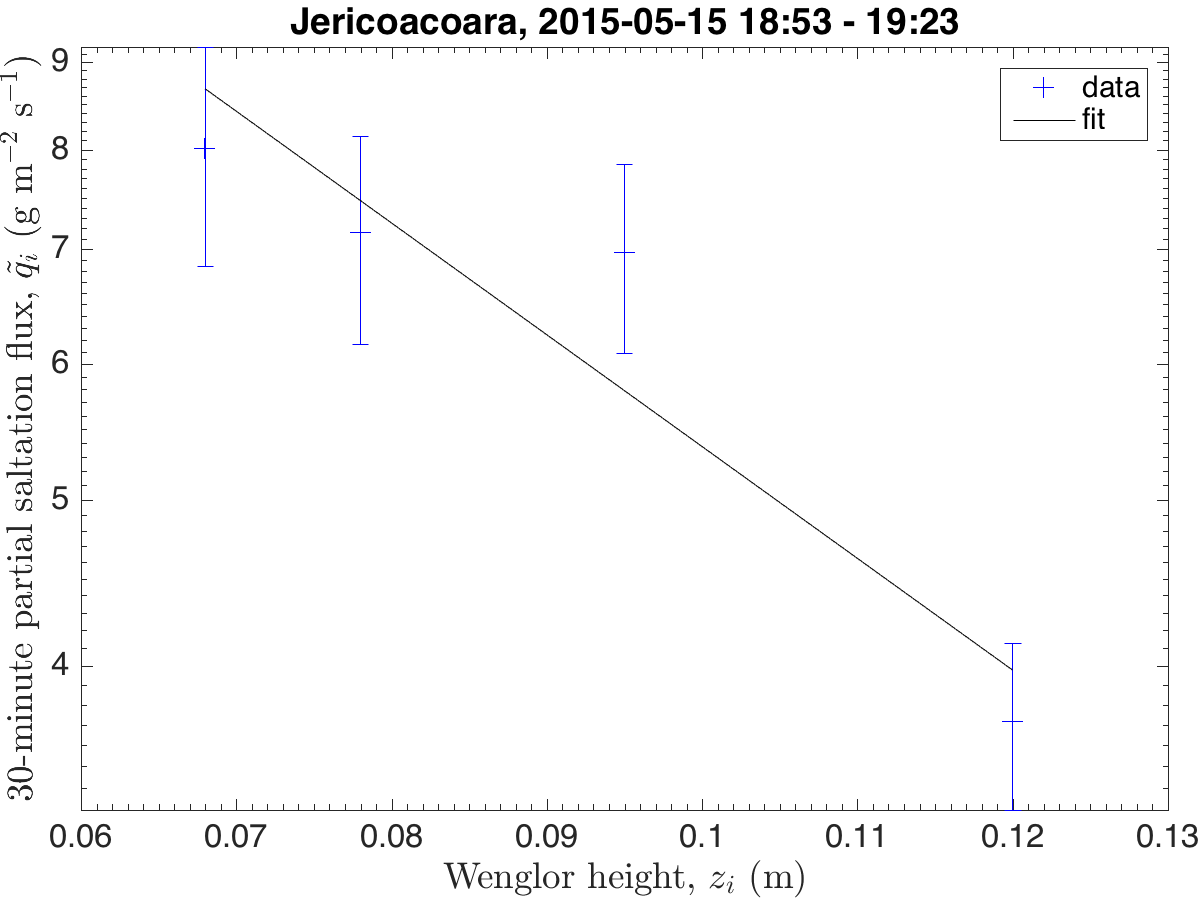 Jericoacoara, 2015-05-15 18:53 - 19:23
data
fit
30-minute partial saltation flux, q̃ᵢ (g m⁻² s⁻¹)
9
8
7
6
5
4
0.06 0.07 0.08 0.09 0.1 0.11 0.12 0.13
Wenglor height, zᵢ (m)